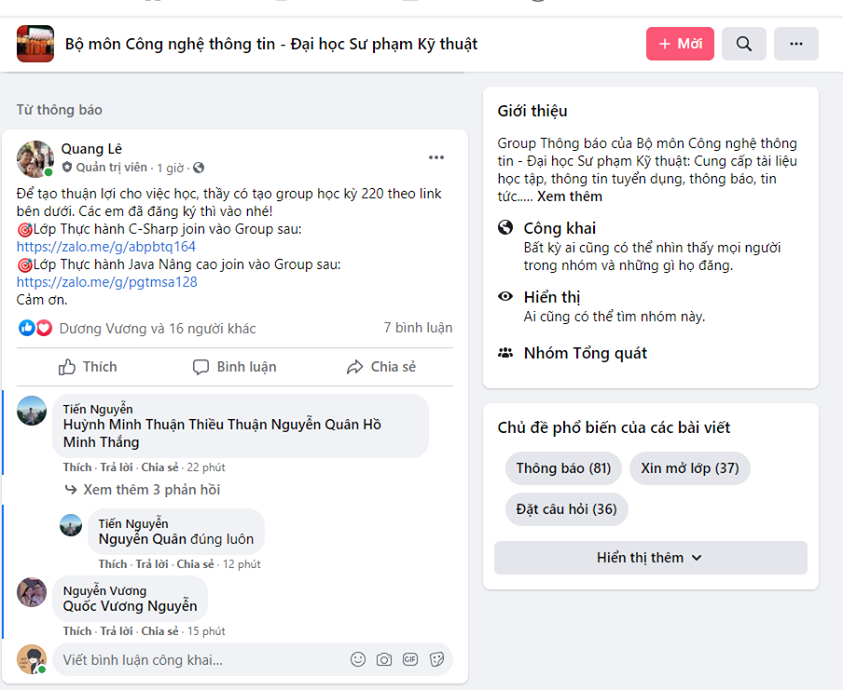 Bộ môn Công nghệ thông tin - Đại học Sư phạm Kỹ thuật
+ Mời
Từ thông báo
Quang Lê
Quản trị viên · 1 giờ ·
Để tạo thuận lợi cho việc học, thầy có tạo group học kỳ 220 theo link
bên dưới. Các em đã đăng ký thì vào nhé!
🎯Lớp Thực hành C-Sharp join vào Group sau:
https://zalo.me/g/abpbtq164
🎯Lớp Thực hành Java Nâng cao join vào Group sau:
https://zalo.me/g/pgtmsa128
Cảm ơn.
Dương Vương và 16 người khác
7 bình luận
Thích
Bình luận
Chia sẻ
Tiến Nguyễn
Huỳnh Minh Thuận Thiều Thuận Nguyễn Quân Hồ
Minh Thắng
Thích · Trả lời · Chia sẻ · 22 phút
Xem thêm 3 phản hồi
Tiến Nguyễn
Nguyễn Quân đúng luôn
Thích · Trả lời · Chia sẻ · 12 phút
Nguyễn Vương
Quốc Vương Nguyễn
Thích · Trả lời · Chia sẻ · 15 phút
Viết bình luận công khai...
GIF
Giới thiệu
Group Thông báo của Bộ môn Công nghệ thông
tin - Đại học Sư phạm Kỹ thuật: Cung cấp tài liệu
học tập, thông tin tuyển dụng, thông báo, tin
tức..... Xem thêm
Công khai
Bất kỳ ai cũng có thể nhìn thấy mọi người
trong nhóm và những gì họ đăng.
Hiển thị
Ai cũng có thể tìm nhóm này.
Nhóm Tổng quát
Chủ đề phổ biến của các bài viết
Thông báo (81)
Xin mở lớp (37)
Đặt câu hỏi (36)
Hiển thị thêm